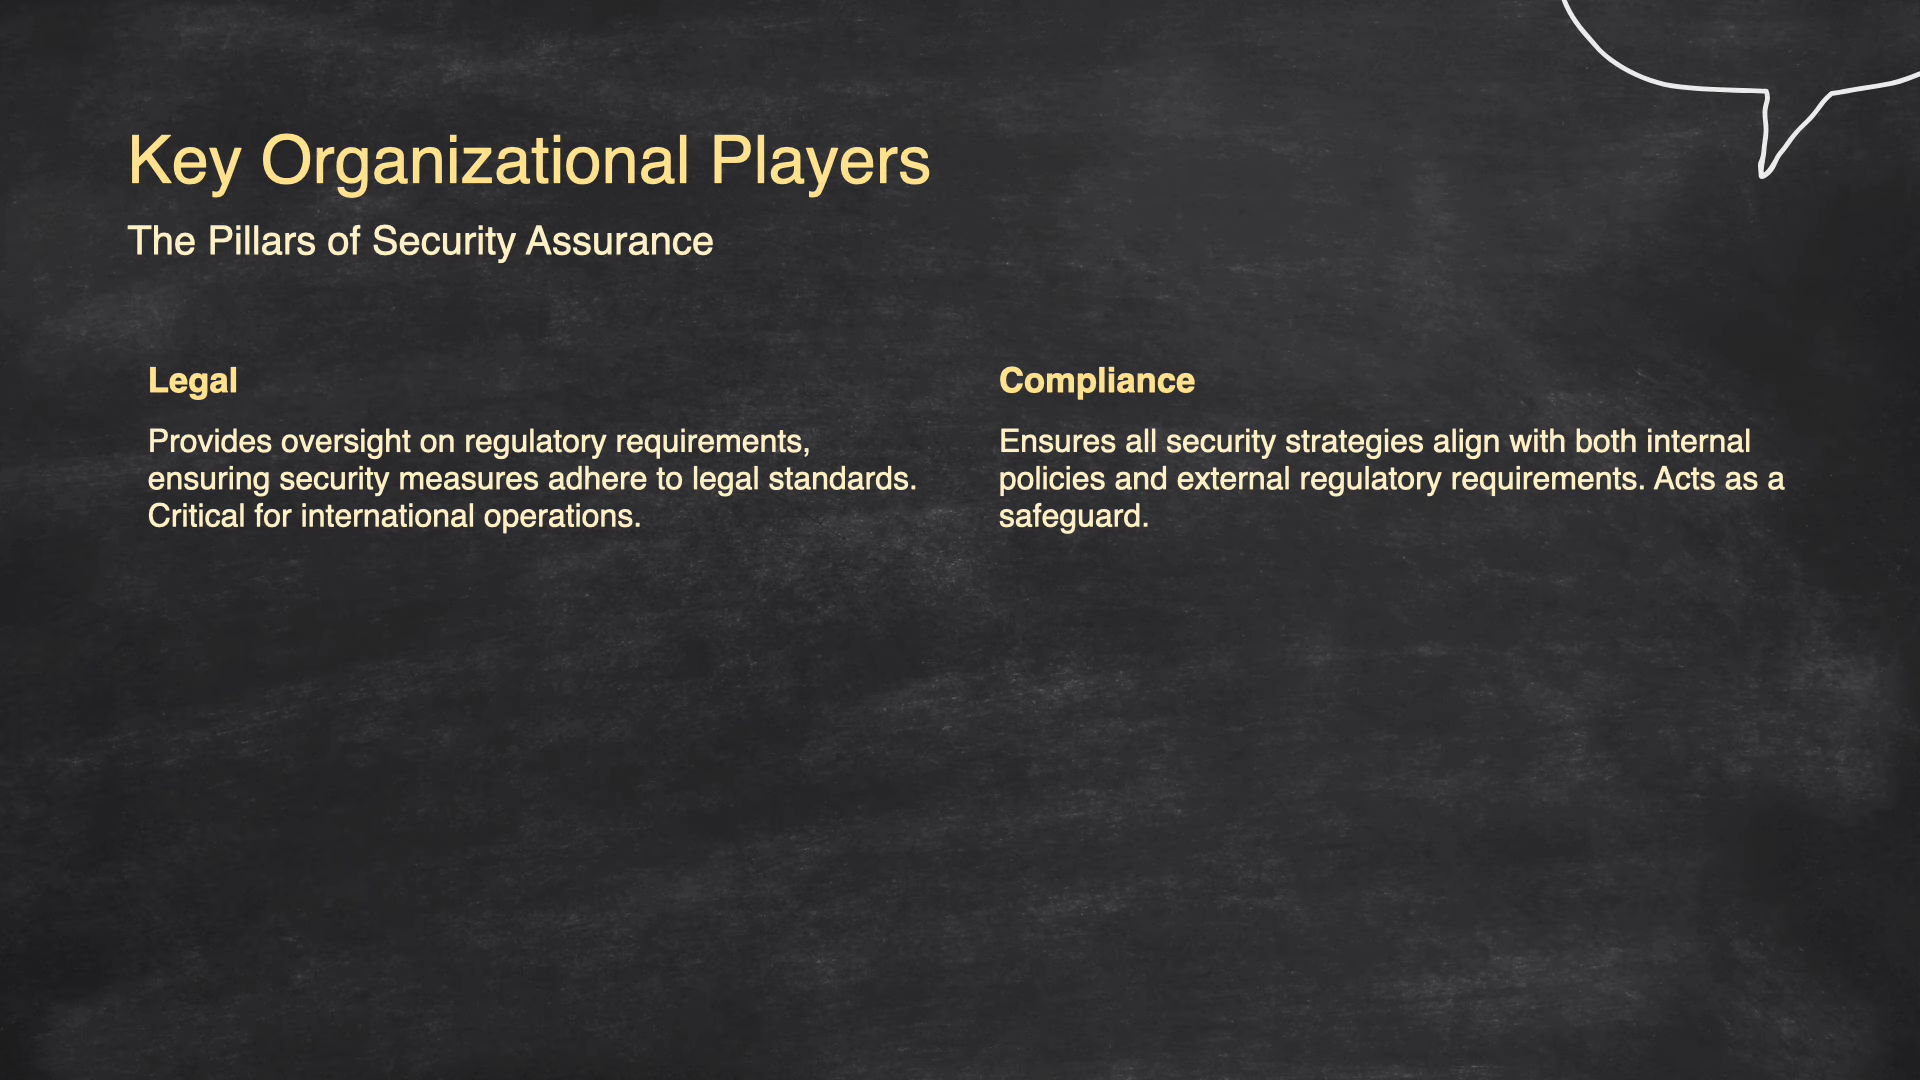 Key Organizational Players
The Pillars of Security Assurance
Legal
Provides oversight on regulatory requirements,
ensuring security measures adhere to legal standards.
Critical for international operations.
Compliance
Ensures all security strategies align with both internal
policies and external regulatory requirements. Acts as a
safeguard.